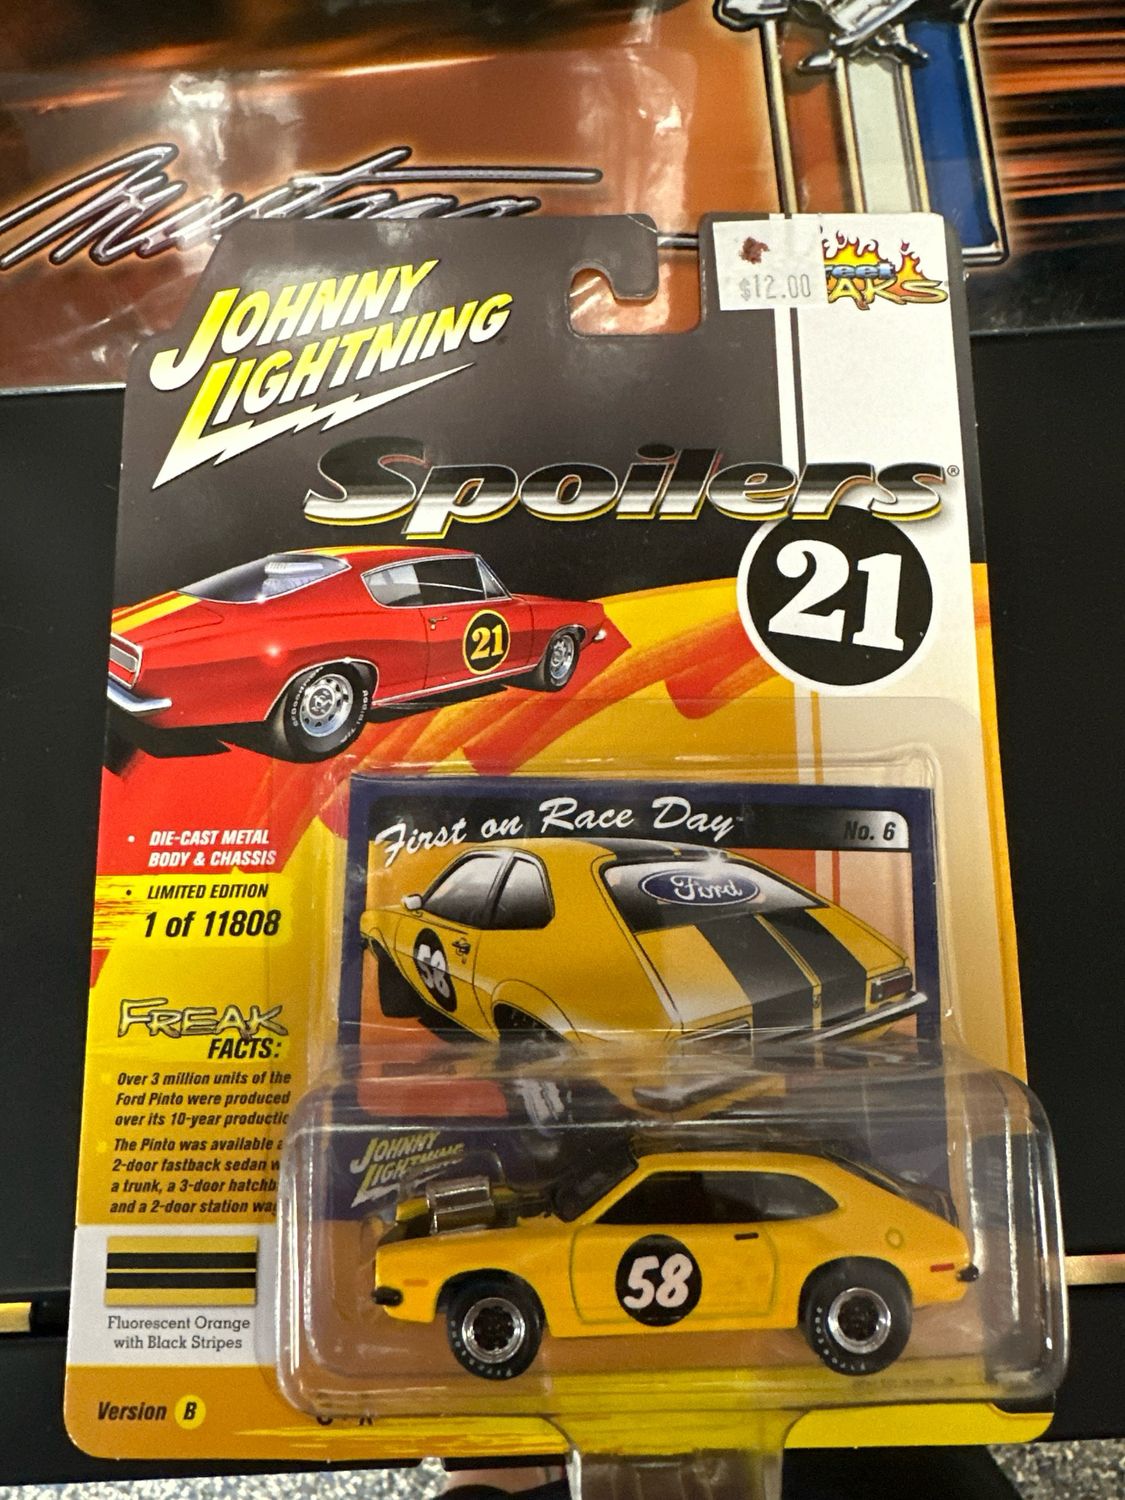 Mustang
$12.00
JOHNNY
LIGHTNING
Spoilers®
21
21
• DIE-CAST METAL
BODY & CHASSIS
• LIMITED EDITION
1 of 11808
First on Race Day
No. 6
Ford
58
FREAK
FACTS:
Over 3 million units of the
Ford Pinto were produced
over its 10-year
The Pinto was available
2-door fastback sedan
a trunk, a 3-door
and a 2-door station
JOHNNY
LIGHTNING
58
Fluorescent Orange
with Black Stripes
Version B